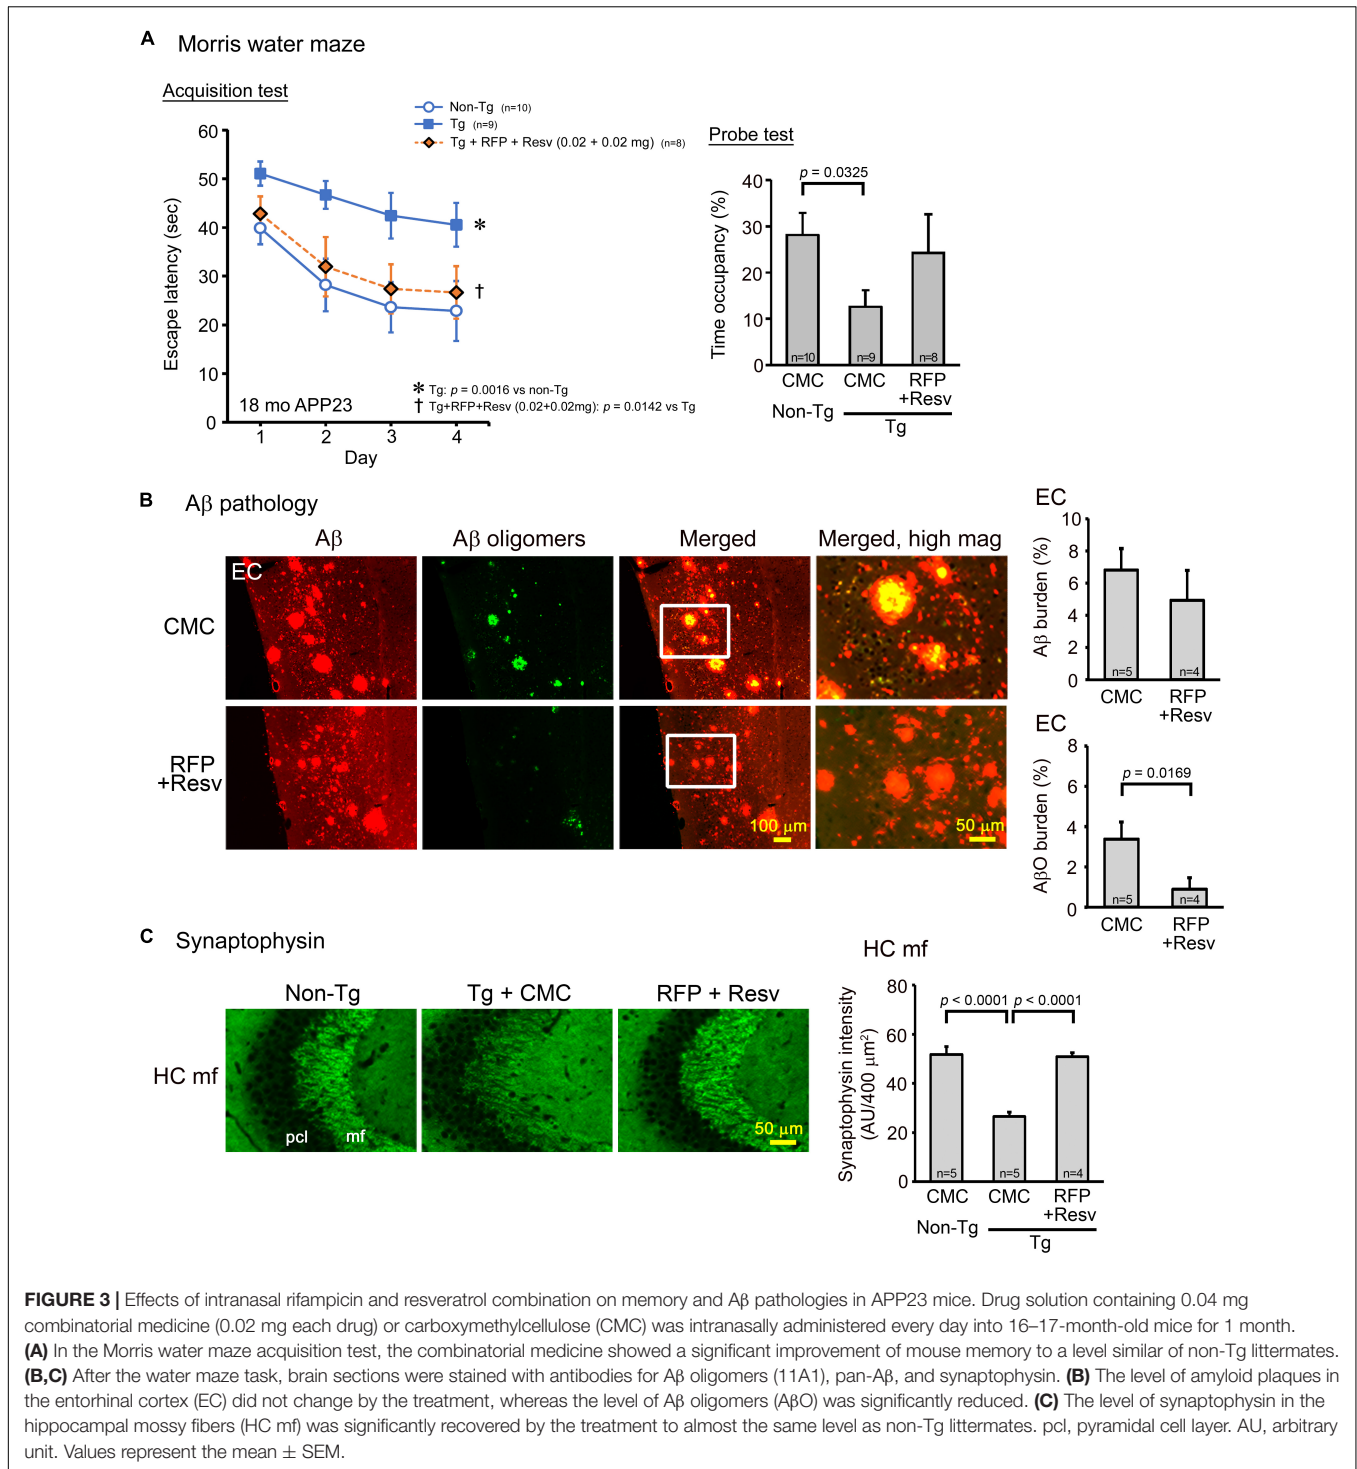 A Morris water maze
Acquisition test
Non-Tg (n=10)
Tg (n=9)
Tg + RFP + Resv (0.02 + 0.02 mg) (n=8)
60
50
40
30
20
10
0
Escape latency (sec)
*
†
* Tg: p = 0.0016 vs non-Tg
† Tg+RFP+Resv (0.02+0.02mg): p = 0.0142 vs Tg
18 mo APP23
1 2 3 4
Day
Probe test
p = 0.0325
40
30
20
10
0
Time occupancy (%)
n=10 n=9 n=8
CMC CMC RFP
+Resv
Non-Tg Tg
B Aβ pathology
Aβ Aβ oligomers Merged Merged, high mag
EC
CMC
RFP
+Resv
100 μm
50 μm
EC
10
8
6
4
2
0
Aβ burden (%)
n=5 n=4
CMC RFP
+Resv
EC
8
6
4
2
0
AβO burden (%)
p = 0.0169
n=5 n=4
CMC RFP
+Resv
C Synaptophysin
Non-Tg Tg + CMC RFP + Resv
HC mf
pcl mf
50 μm
HC mf
80
60
40
20
0
Synaptophysin intensity
(AU/400 μm²)
p < 0.0001 p < 0.0001
n=5 n=5 n=4
CMC CMC RFP
+Resv
Non-Tg Tg
FIGURE 3 | Effects of intranasal rifampicin and resveratrol combination on memory and Aβ pathologies in APP23 mice. Drug solution containing 0.04 mg
combinatorial medicine (0.02 mg each drug) or carboxymethylcellulose (CMC) was intranasally administered every day into 16–17-month-old mice for 1 month.
(A) In the Morris water maze acquisition test, the combinatorial medicine showed a significant improvement of mouse memory to a level similar of non-Tg littermates.
(B,C) After the water maze task, brain sections were stained with antibodies for Aβ oligomers (11A1), pan-Aβ, and synaptophysin. (B) The level of amyloid plaques in
the entorhinal cortex (EC) did not change by the treatment, whereas the level of Aβ oligomers (AβO) was significantly reduced. (C) The level of synaptophysin in the
hippocampal mossy fibers (HC mf) was significantly recovered by the treatment to almost the same level as non-Tg littermates. pcl, pyramidal cell layer. AU, arbitrary
unit. Values represent the mean ± SEM.